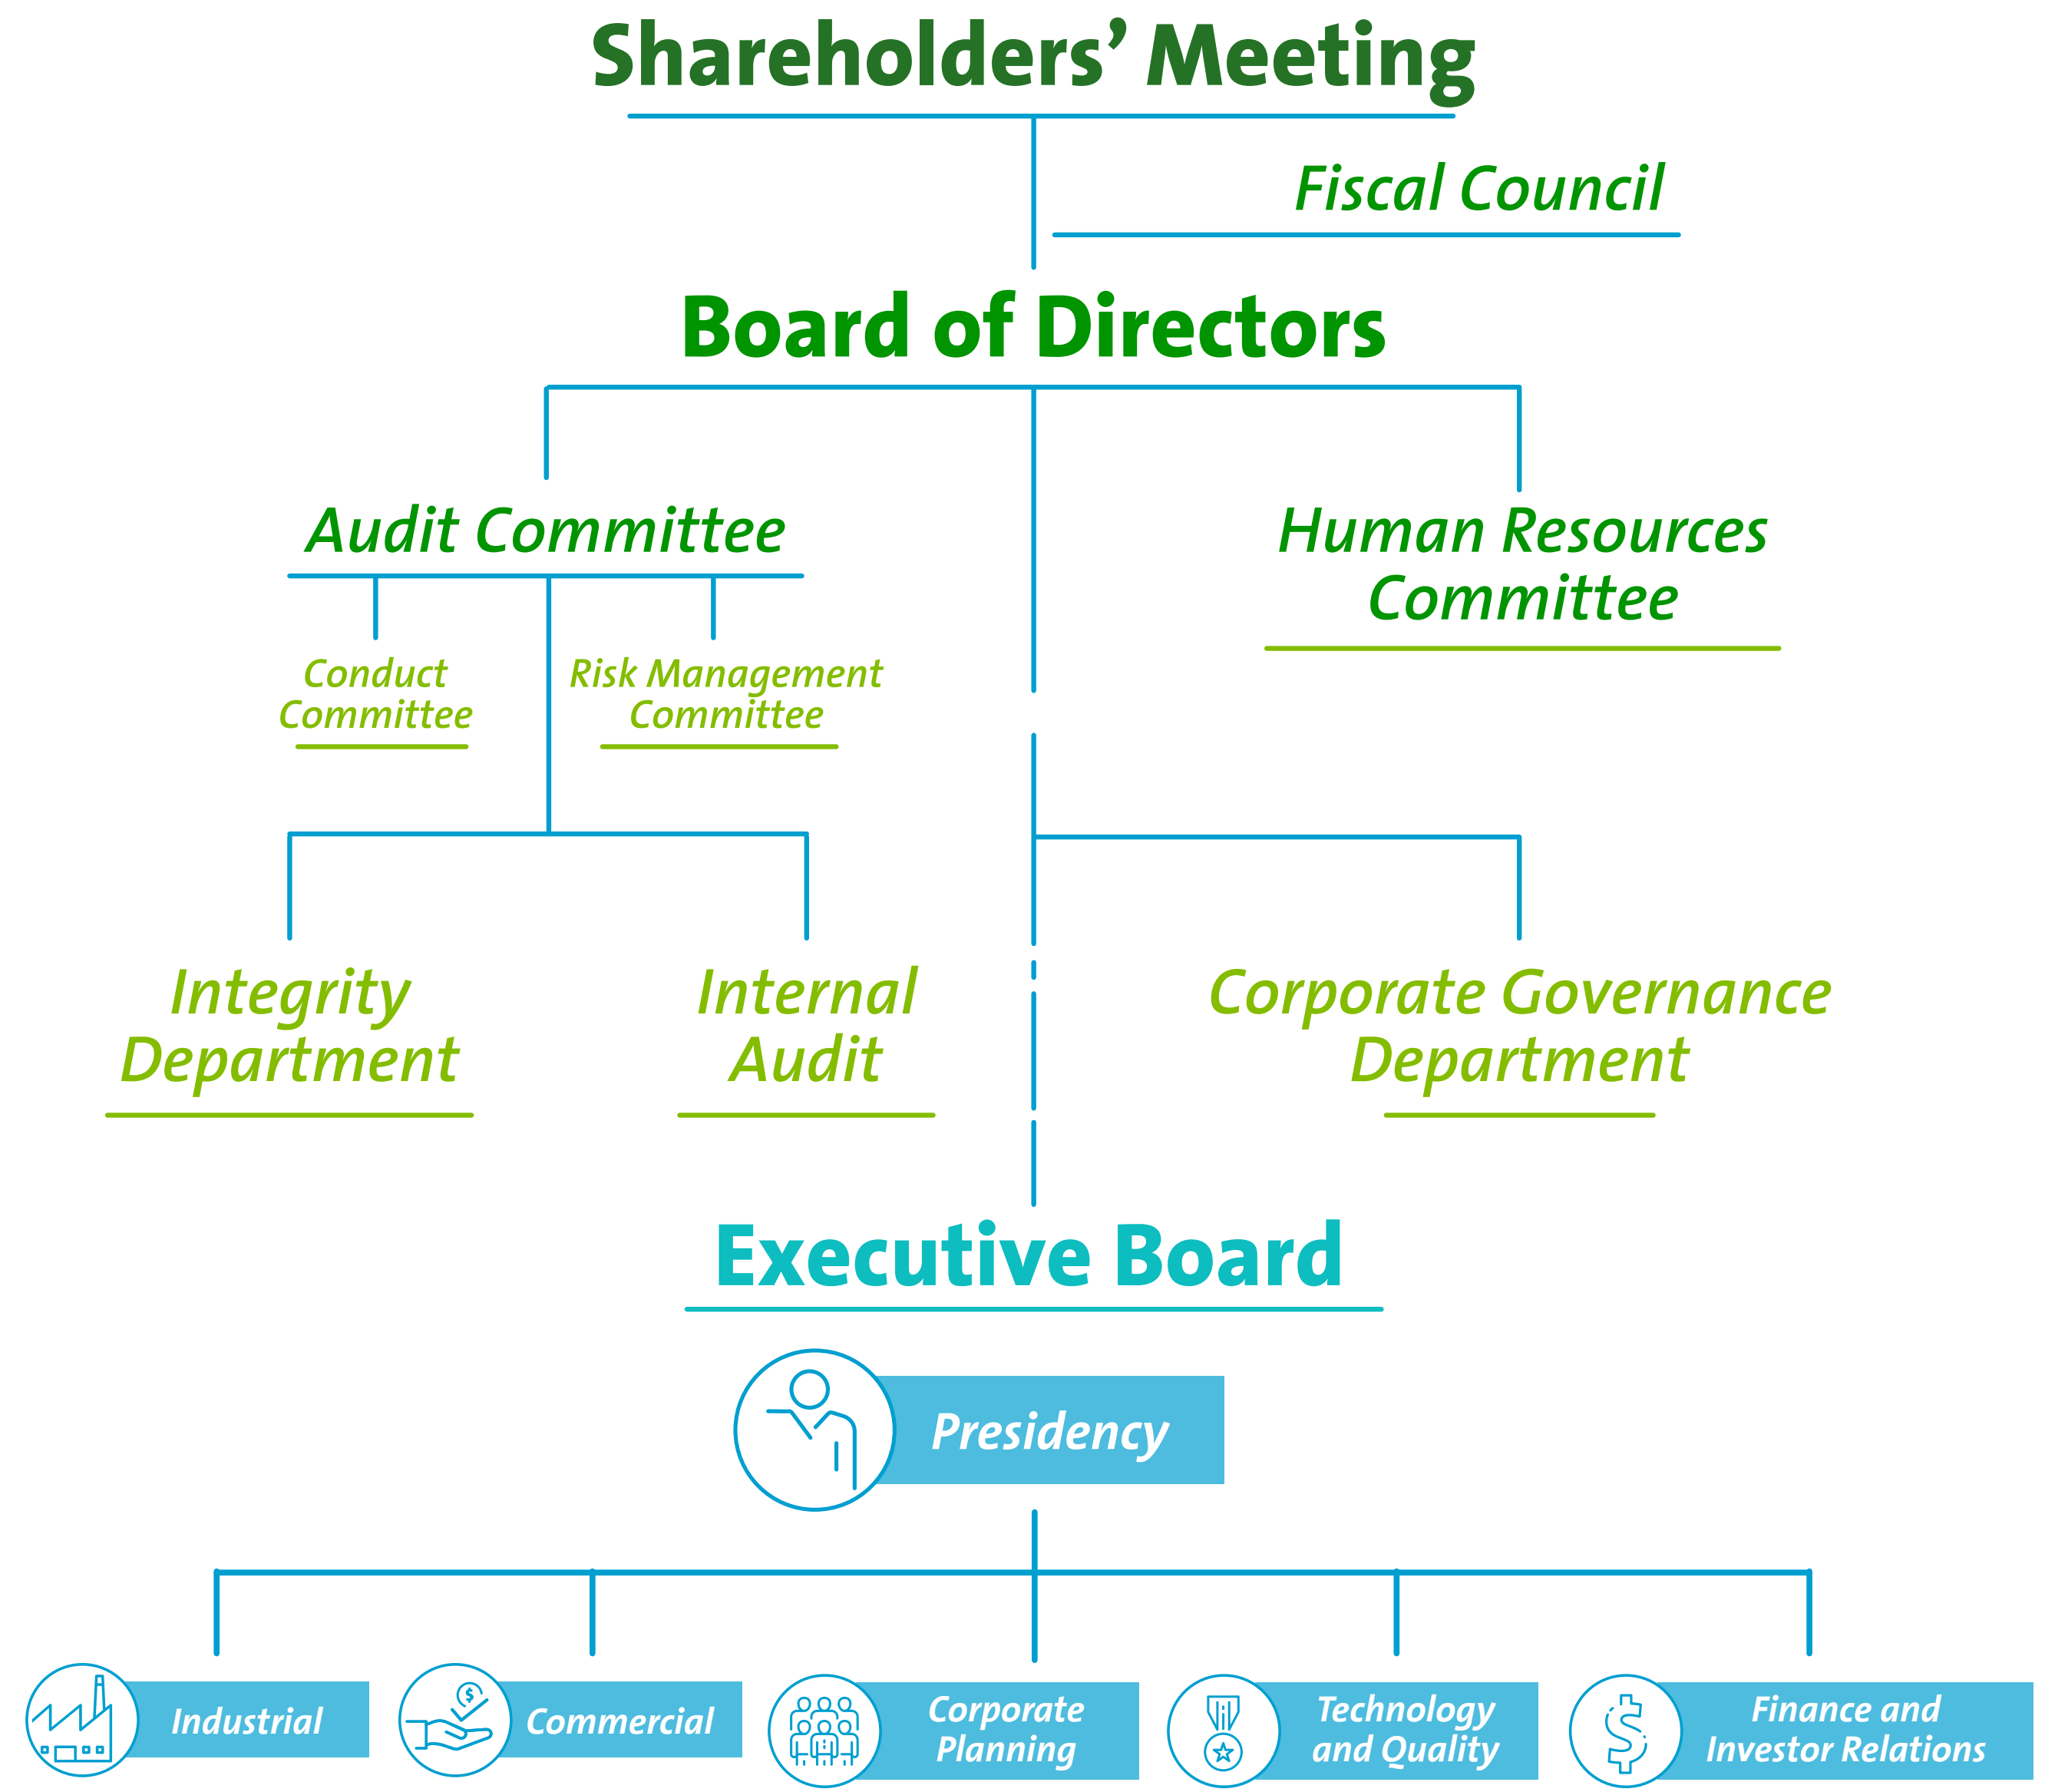 Shareholders’ Meeting
Fiscal Council
Board of Directors
Audit Committee
Human Resources
Committee
Conduct
Committee
Risk Management
Committee
Integrity
Department
Internal
Audit
Corporate Governance
Department
Executive Board
Presidency
Industrial
Commercial
Corporate
Planning
Technology
and Quality
Finance and
Investor Relations